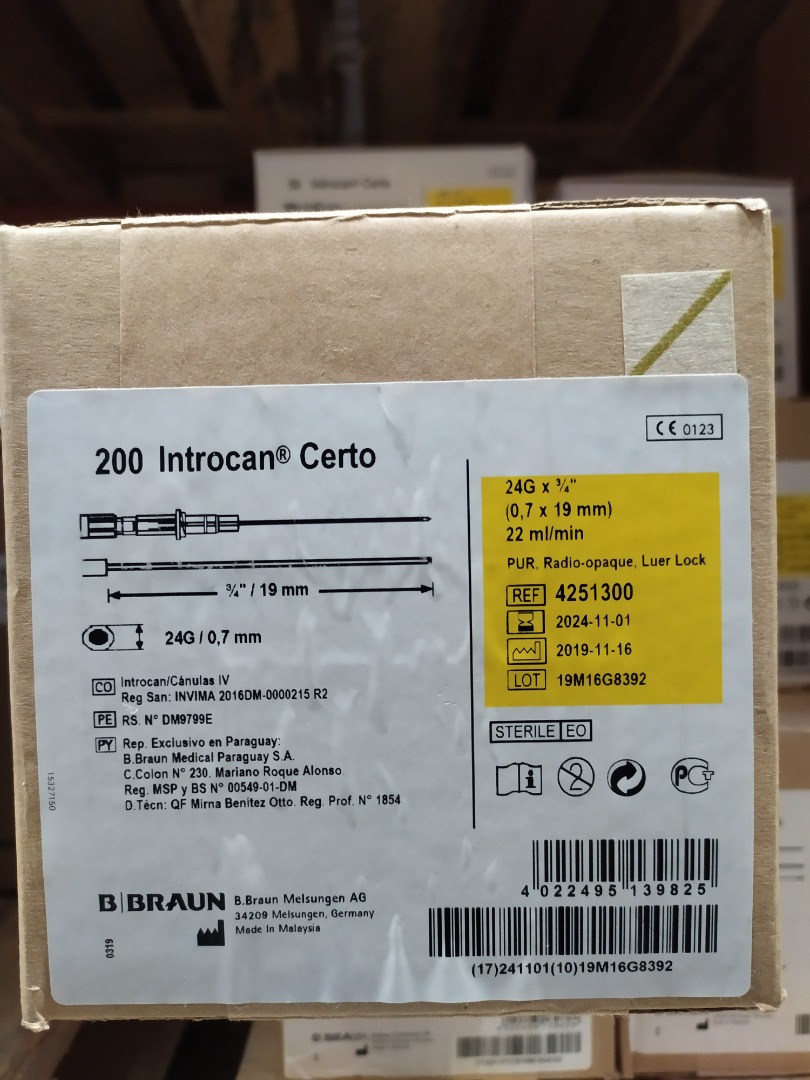 200 Introcan® Certo
CE 0123
3/4" / 19 mm
24G / 0,7 mm
24G x 3/4"
(0,7 x 19 mm)
22 ml/min
PUR, Radio-opaque, Luer Lock
REF 4251300
2024-11-01
2019-11-16
LOT 19M16G8392
CO Introcan/Cánulas IV
Reg San: INVIMA 2016DM-0000215 R2
PE RS. N° DM9799E
PY Rep. Exclusivo en Paraguay:
B.Braun Medical Paraguay S.A.
C.Colon N° 230. Mariano Roque Alonso.
Reg. MSP y BS N° 00549-01-DM
D.Técn: QF Mirna Benitez Otto. Reg. Prof. N° 1854
STERILE EO
i
2
PCT
15327150
B|BRAUN
B.Braun Melsungen AG
34209 Melsungen, Germany
Made in Malaysia
0319
4 022495 139825
(17)241101(10)19M16G8392
Introcan® Certo
B|BRAUN